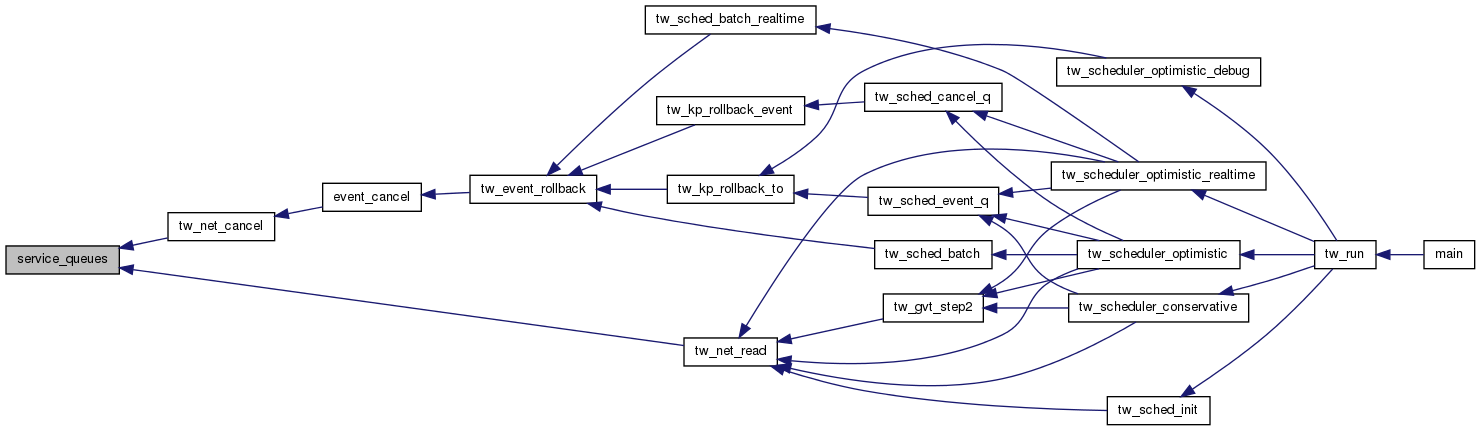 tw_sched_batch_realtime
tw_scheduler_optimistic_debug
tw_sched_cancel_q
tw_kp_rollback_event
tw_scheduler_optimistic_realtime
tw_event_rollback
tw_kp_rollback_to
event_cancel
tw_sched_event_q
tw_net_cancel
service_queues
tw_sched_batch
tw_scheduler_optimistic
tw_run
main
tw_gvt_step2
tw_scheduler_conservative
tw_net_read
tw_sched_init